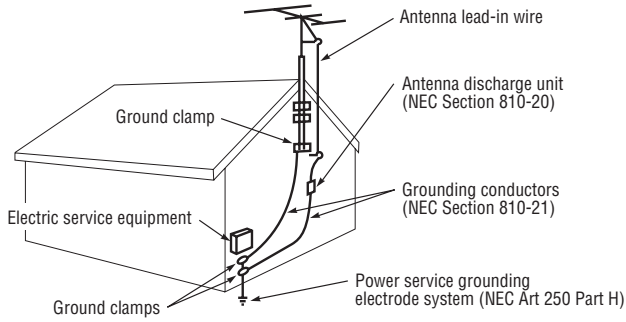 Antenna lead-in wire
Antenna discharge unit
(NEC Section 810-20)
Ground clamp
Grounding conductors
(NEC Section 810-21)
Electric service equipment
Power service grounding
electrode system (NEC Art 250 Part H)
Ground clamps